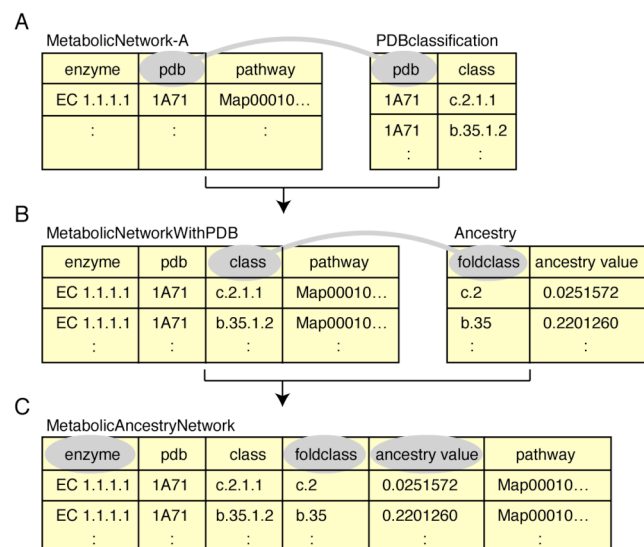 A
MetabolicNetwork-A PDBclassification
enzyme pdb pathway pdb class
EC 1.1.1.1 1A71 Map00010... 1A71 c.2.1.1
: : : 1A71 b.35.1.2
: :
B
MetabolicNetworkWithPDB Ancestry
enzyme pdb class pathway foldclass ancestry value
EC 1.1.1.1 1A71 c.2.1.1 Map00010... c.2 0.0251572
EC 1.1.1.1 1A71 b.35.1.2 Map00010... b.35 0.2201260
: : : : : :
C
MetabolicAncestryNetwork
enzyme pdb class foldclass ancestry value pathway
EC 1.1.1.1 1A71 c.2.1.1 c.2 0.0251572 Map00010...
EC 1.1.1.1 1A71 b.35.1.2 b.35 0.2201260 Map00010...
: : : : : :